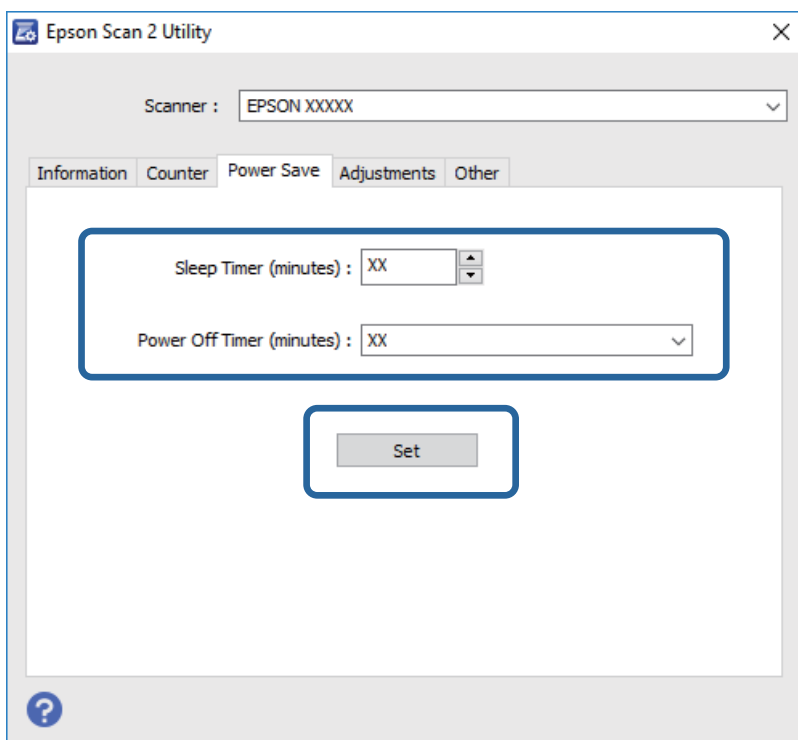 Epson Scan 2 Utility
Scanner : EPSON XXXXX
Information Counter Power Save Adjustments Other
Sleep Timer (minutes) : XX
Power Off Timer (minutes) : XX
Set
?